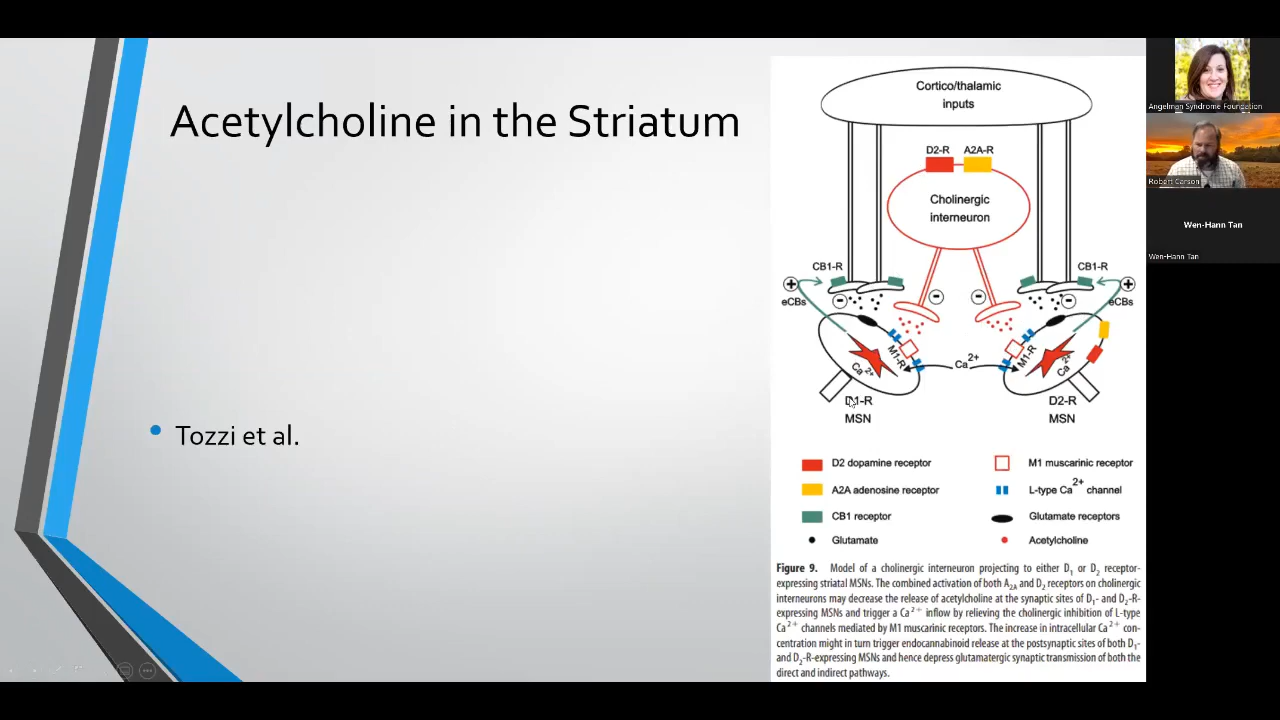 Acetylcholine in the Striatum
Tozzi et al.
Cortico/thalamic
inputs
D2-R
A2A-R
Cholinergic
interneuron
CB1-R
CB1-R
eCBs
eCBs
M1-R
M1-R
Ca2+
Ca2+
Ca2+
D1-R
MSN
D2-R
MSN
D2 dopamine receptor
M1 muscarinic receptor
A2A adenosine receptor
L-type Ca2+ channel
CB1 receptor
Glutamate receptors
Glutamate
Acetylcholine
Figure 9. Model of a cholinergic interneuron projecting to either D1 or D2 receptor-
expressing striatal MSNs. The combined activation of both A2A and D2 receptors on cholinergic
interneurons may decrease the release of acetylcholine at the synaptic sites of D1- and D2-R-
expressing MSNs and trigger a Ca2+ inflow by relieving the cholinergic inhibition of L-type
Ca2+ channels mediated by M1 muscarinic receptors. The increase in intracellular Ca2+ con-
centration might in turn trigger endocannabinoid release at the postsynaptic sites of both D1-
and D2-R-expressing MSNs and hence depress glutamatergic synaptic transmission of both the
direct and indirect pathways.
Angelman Syndrome Foundation
Robert Carson
Wen-Hann Tan
Wen-Hann Tan